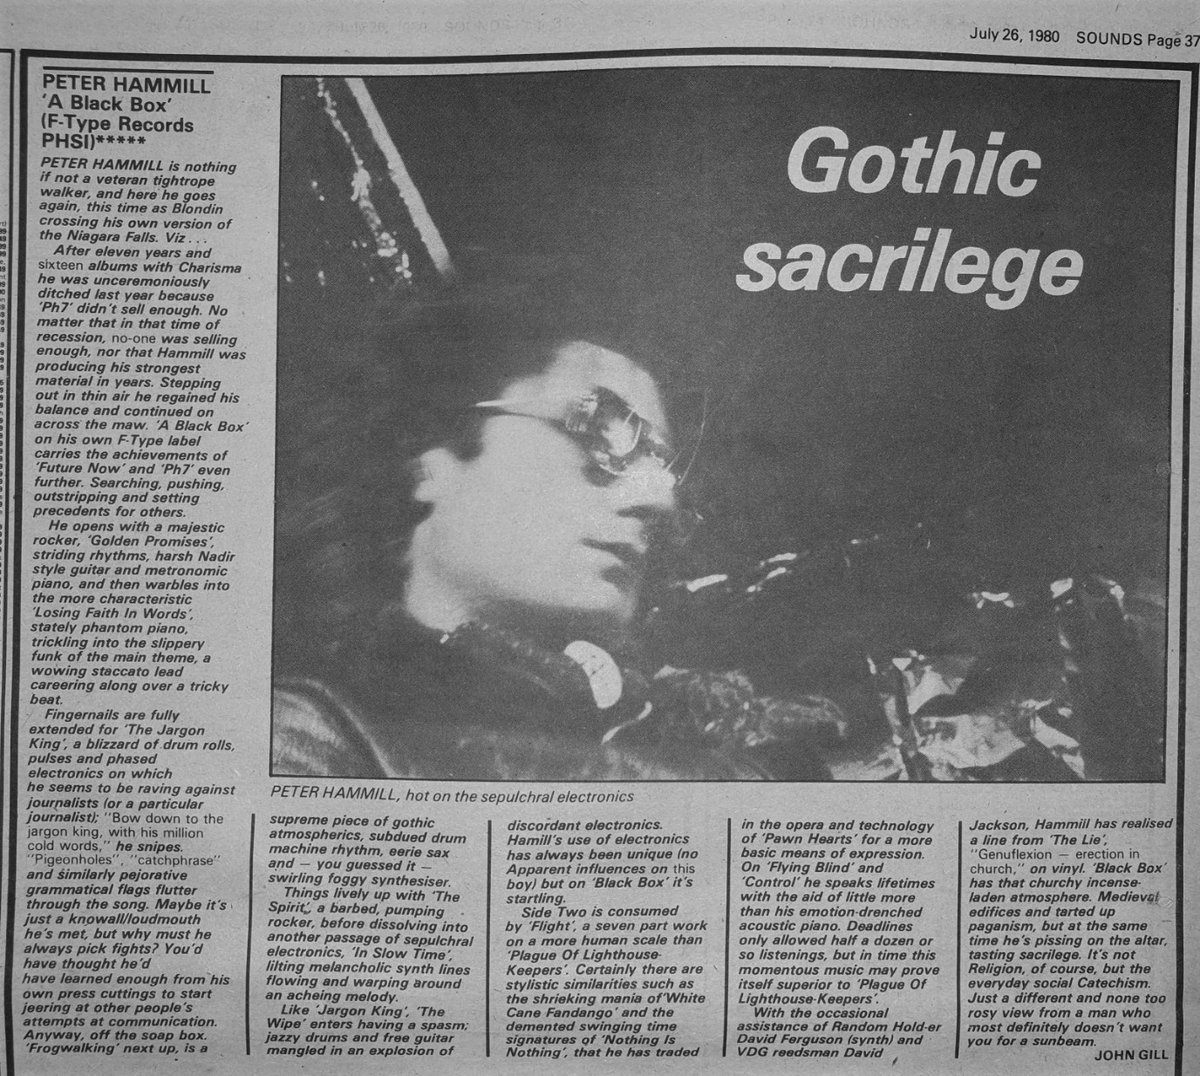 July 26, 1980 SOUNDS Page 37
PETER HAMMILL
'A Black Box'
(F-Type Records
PHSI)*****
PETER HAMMILL is nothing
if not a veteran tightrope
walker, and here he goes
again, this time as Blondin
crossing his own version of
the Niagara Falls. Viz . . .
After eleven years and
sixteen albums with Charisma
he was unceremoniously
ditched last year because
'Ph7' didn't sell enough. No
matter that in that time of
recession, no-one was selling
enough, nor that Hammill was
producing his strongest
material in years. Stepping
out in thin air he regained his
balance and continued on
across the maw. 'A Black Box'
on his own F-Type label
carries the achievements of
'Future Now' and 'Ph7' even
further. Searching, pushing,
outstripping and setting
precedents for others.
He opens with a majestic
rocker, 'Golden Promises',
striding rhythms, harsh Nadir
style guitar and metronomic
piano, and then warbles into
the more characteristic
'Losing Faith In Words',
stately phantom piano,
trickling into the slippery
funk of the main theme, a
wowing staccato lead
careering along over a tricky
beat.
Fingernails are fully
extended for 'The Jargon
King', a blizzard of drum rolls,
pulses and phased
electronics on which
he seems to be raving against
journalists (or a particular
journalist); "Bow down to the
jargon king, with his million
cold words," he snipes.
"Pigeonholes", "catchphrase"
and similarly pejorative
grammatical flags flutter
through the song. Maybe it's
just a knowall/loudmouth
he's met, but why must he
always pick fights? You'd
have thought he'd
have learned enough from his
own press cuttings to start
jeering at other people's
attempts at communication.
Anyway, off the soap box.
'Frogwalking' next up, is a
Gothic
sacrilege
PETER HAMMILL, hot on the sepulchral electronics
supreme piece of gothic
atmospherics, subdued drum
machine rhythm, eerie sax
and — you guessed it —
swirling foggy synthesiser.
Things lively up with 'The
Spirit', a barbed, pumping
rocker, before dissolving into
another passage of sepulchral
electronics, 'In Slow Time',
lilting melancholic synth lines
flowing and warping around
an acheing melody.
Like 'Jargon King', 'The
Wipe' enters having a spasm;
jazzy drums and free guitar
mangled in an explosion of
discordant electronics.
Hamill's use of electronics
has always been unique (no
Apparent influences on this
boy) but on 'Black Box' it's
startling.
Side Two is consumed
by 'Flight', a seven part work
on a more human scale than
'Plague Of Lighthouse-
Keepers'. Certainly there are
stylistic similarities such as
the shrieking mania of 'White
Cane Fandango' and the
demented swinging time
signatures of 'Nothing Is
Nothing', that he has traded
in the opera and technology
of 'Pawn Hearts' for a more
basic means of expression.
On 'Flying Blind' and
'Control' he speaks lifetimes
with the aid of little more
than his emotion-drenched
acoustic piano. Deadlines
only allowed half a dozen or
so listenings, but in time this
momentous music may prove
itself superior to 'Plague Of
Lighthouse-Keepers'.
With the occasional
assistance of Random Hold-er
David Ferguson (synth) and
VDG reedsman David
Jackson, Hammill has realised
a line from 'The Lie',
"Genuflexion — erection in
church," on vinyl. 'Black Box'
has that churchy incense-
laden atmosphere. Medieval
edifices and tarted up
paganism, but at the same
time he's pissing on the altar,
tasting sacrilege. It's not
Religion, of course, but the
everyday social Catechism.
Just a different and none too
rosy view from a man who
most definitely doesn't want
you for a sunbeam.
JOHN GILL